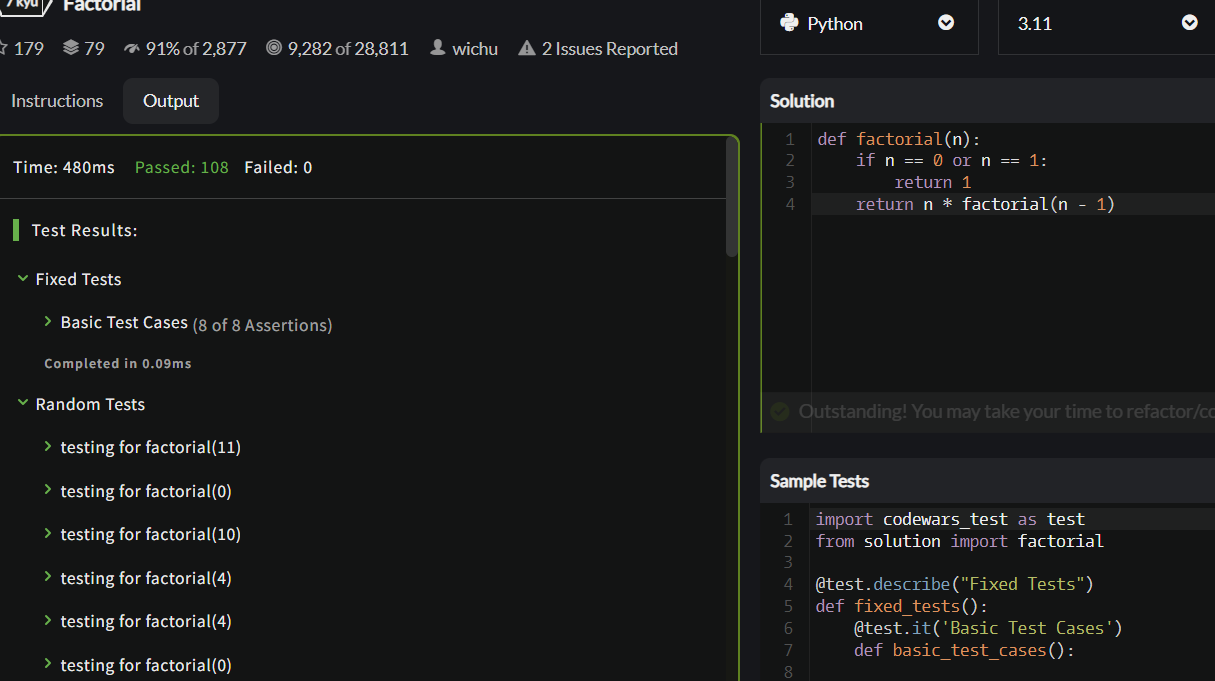 7 kyu
Factorial
179 79 91% of 2,877 9,282 of 28,811 wichu 2 Issues Reported
Instructions Output
Time: 480ms Passed: 108 Failed: 0
Test Results:
Fixed Tests
Basic Test Cases (8 of 8 Assertions)
Completed in 0.09ms
Random Tests
testing for factorial(11)
testing for factorial(0)
testing for factorial(10)
testing for factorial(4)
testing for factorial(4)
testing for factorial(0)
Python 3.11
Solution
1 def factorial(n):
2     if n == 0 or n == 1:
3         return 1
4     return n * factorial(n - 1)
Outstanding! You may take your time to refactor/co
Sample Tests
1 import codewars_test as test
2 from solution import factorial
3
4 @test.describe("Fixed Tests")
5 def fixed_tests():
6     @test.it('Basic Test Cases')
7     def basic_test_cases():
8